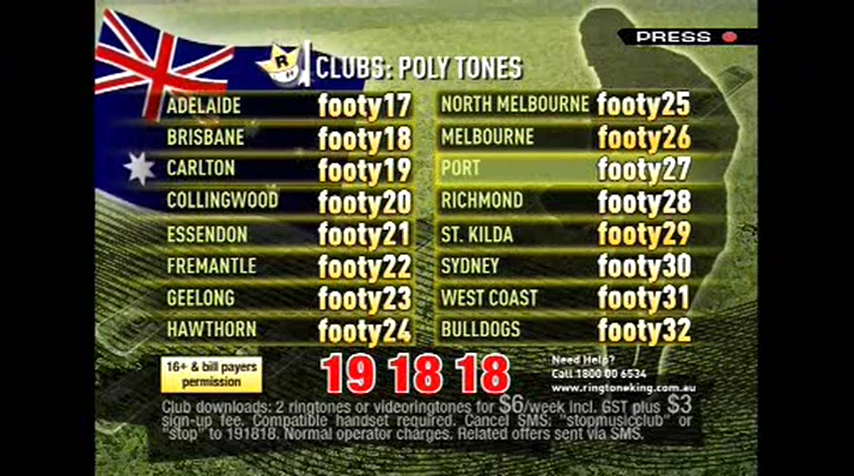 PRESS
R
CLUBS: POLY TONES
ADELAIDE footy17 NORTH MELBOURNE footy25
BRISBANE footy18 MELBOURNE footy26
CARLTON footy19 PORT footy27
COLLINGWOOD footy20 RICHMOND footy28
ESSENDON footy21 ST. KILDA footy29
FREMANTLE footy22 SYDNEY footy30
GEELONG footy23 WEST COAST footy31
HAWTHORN footy24 BULLDOGS footy32
16+ & bill payers
permission
19 18 18
Need Help?
Call 1800 00 6534
www.ringtoneking.com.au
Club downloads: 2 ringtones or videoringtones for $6/week incl. GST plus $3
sign-up fee. Compatible handset required. Cancel SMS: "stopmusicclub" or
"stop" to 191818. Normal operator charges. Related offers sent via SMS.